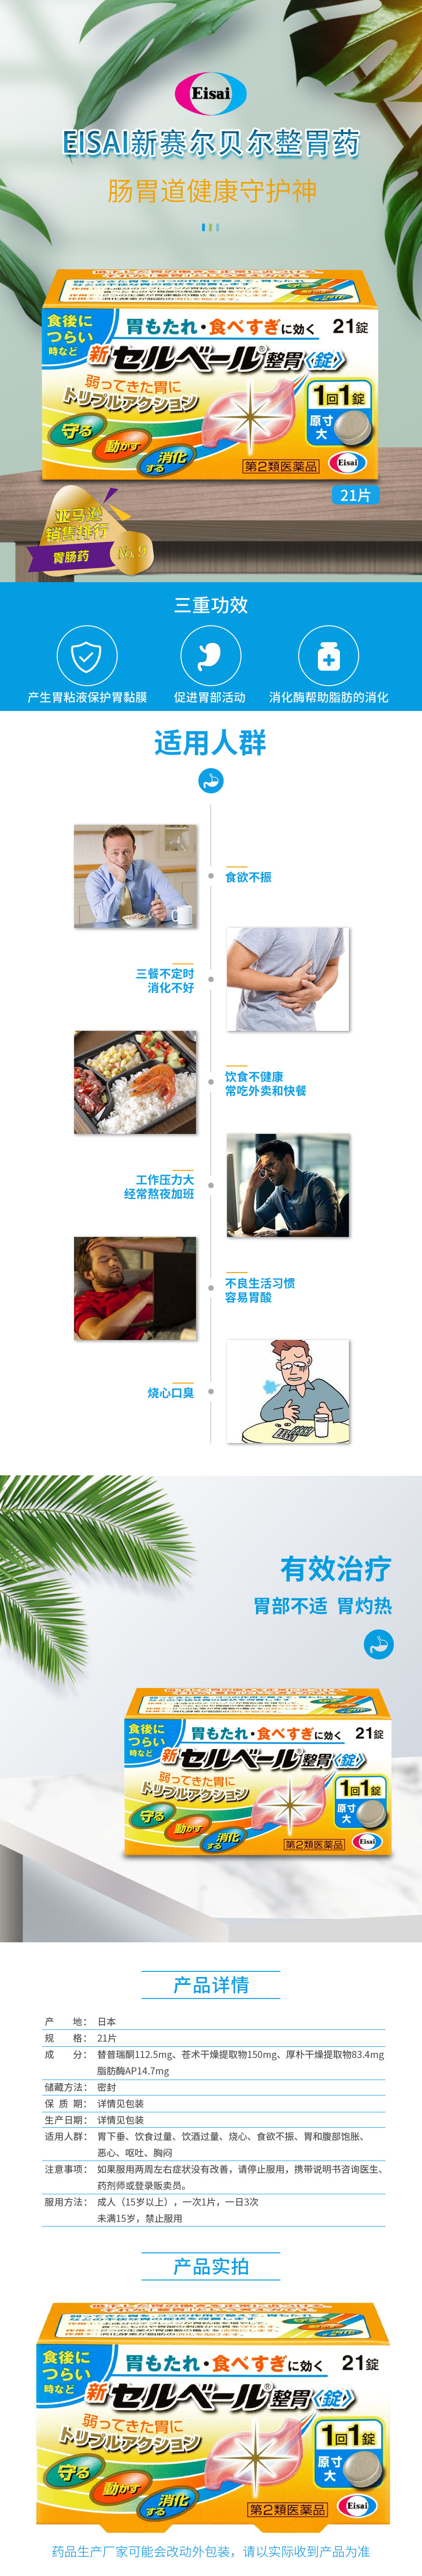 Eisai
EISAI新赛尔贝尔整胃药
肠胃道健康守护神
食後に
つらい
時など
胃もたれ・食べすぎに効く
21錠
新セルベール®整胃〈錠〉
弱ってきた胃に
トリプルアクション
守る
動かす
消化する
1回1錠
原寸大
第2類医薬品
Eisai
21片
亚马逊
销售排行
胃肠药
三重功效
产生胃粘液保护胃黏膜
促进胃部活动
消化酶帮助脂肪的消化
适用人群
食欲不振
三餐不定时
消化不好
饮食不健康
常吃外卖和快餐
工作压力大
经常熬夜加班
不良生活习惯
容易胃酸
烧心口臭
有效治疗
胃部不适 胃灼热
食後に
つらい
時など
胃もたれ・食べすぎに効く
21錠
新セルベール®整胃〈錠〉
弱ってきた胃に
トリプルアクション
守る
動かす
消化する
1回1錠
原寸大
第2類医薬品
Eisai
产品详情
产 地： 日本
规 格： 21片
成 分： 替普瑞酮112.5mg、苍术干燥提取物150mg、厚朴干燥提取物83.4mg
脂肪酶AP14.7mg
储藏方法： 密封
保 质 期： 详情见包装
生产日期： 详情见包装
适用人群： 胃下垂、饮食过量、饮酒过量、烧心、食欲不振、胃和腹部饱胀、
恶心、呕吐、胸闷
注意事项： 如果服用两周左右症状没有改善，请停止服用，携带说明书咨询医生、
药剂师或登录贩卖员。
服用方法： 成人（15岁以上），一次1片，一日3次
未满15岁，禁止服用
产品实拍
食後に
つらい
時など
胃もたれ・食べすぎに効く
21錠
新セルベール®整胃〈錠〉
弱ってきた胃に
トリプルアクション
守る
動かす
消化する
1回1錠
原寸大
第2類医薬品
Eisai
药品生产厂家可能会改动外包装，请以实际收到产品为准